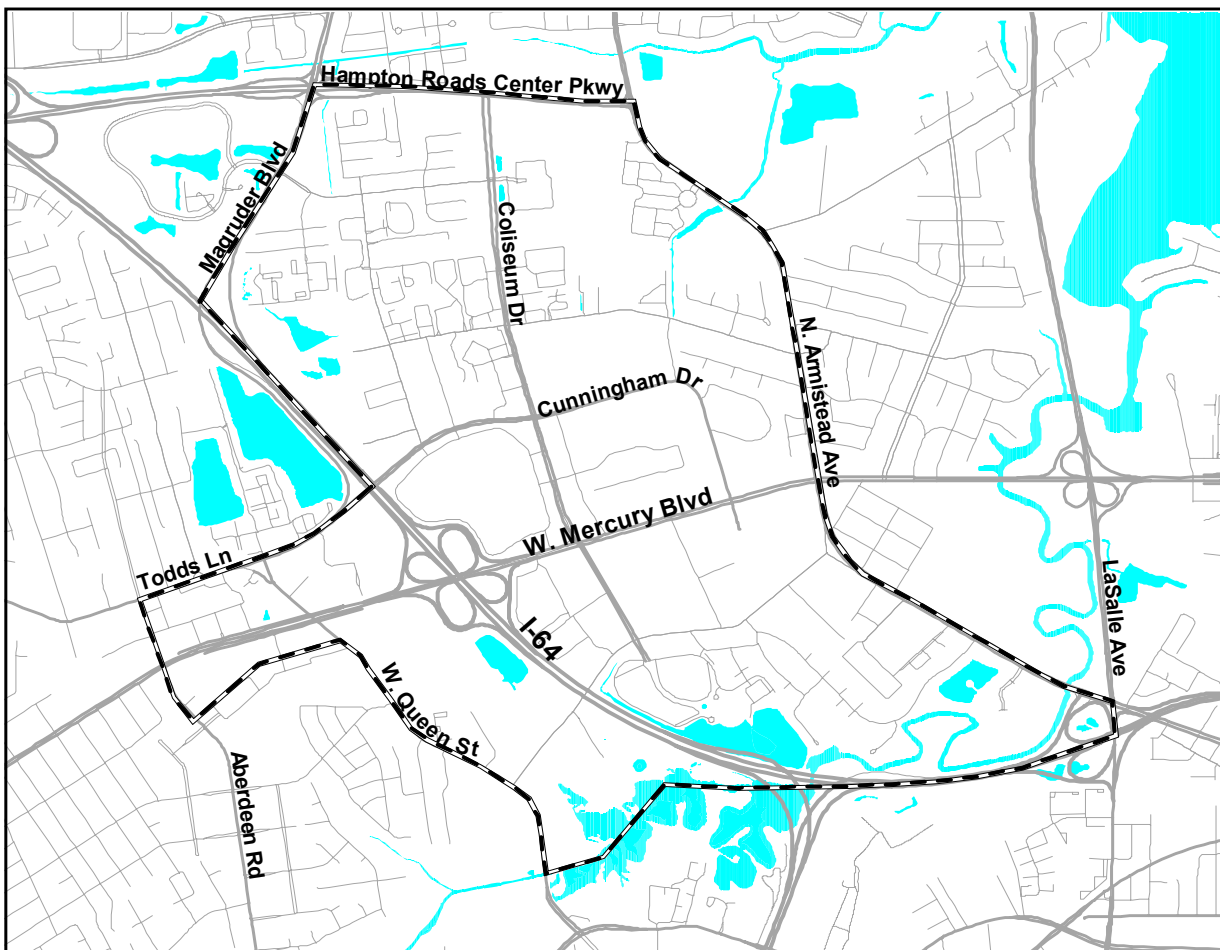 Hampton Roads Center Pkwy
Magruder Blvd
Coliseum Dr
Cunningham Dr
N. Armistead Ave
W. Mercury Blvd
Todds Ln
I-64
LaSalle Ave
W. Queen St
Aberdeen Rd